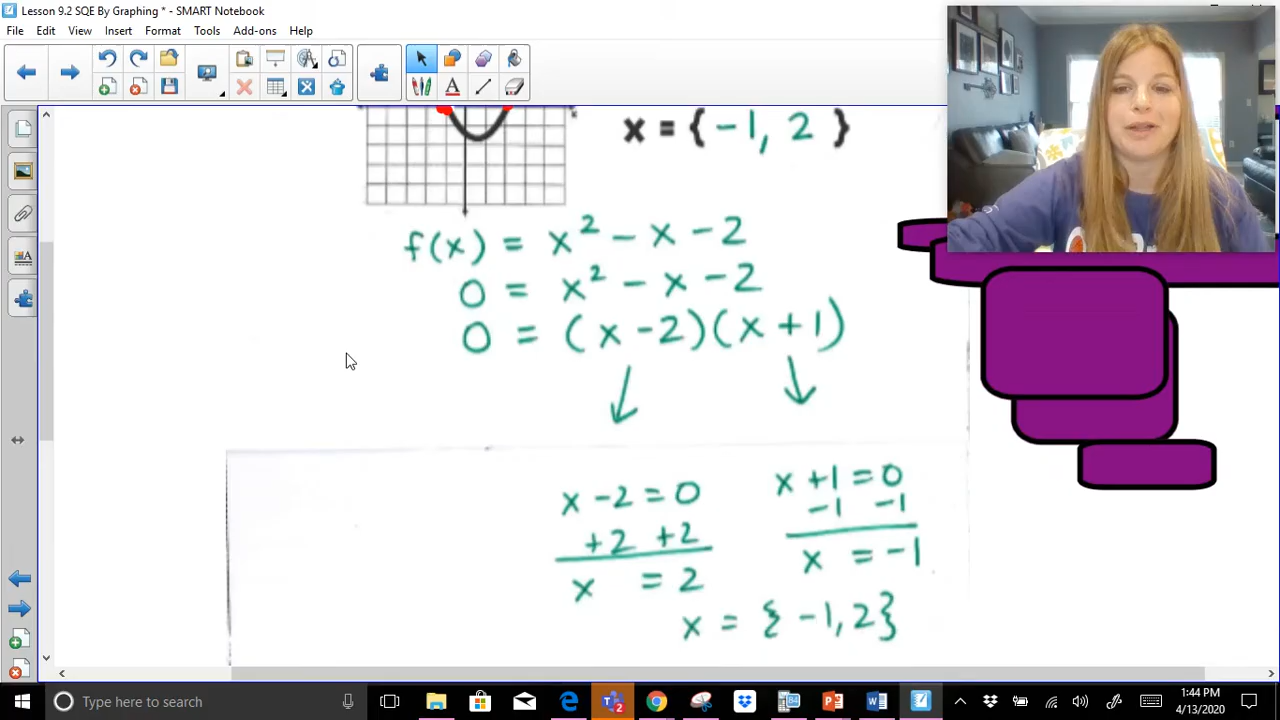 Lesson 9.2 SQE By Graphing * - SMART Notebook
File Edit View Insert Format Tools Add-ons Help
x = { -1, 2 }
f(x) = x² - x - 2
0 = x² - x - 2
0 = (x - 2)(x + 1)
x - 2 = 0
+2 +2
x = 2
x + 1 = 0
-1 -1
x = -1
x = { -1, 2 }
Type here to search
1:44 PM
4/13/2020